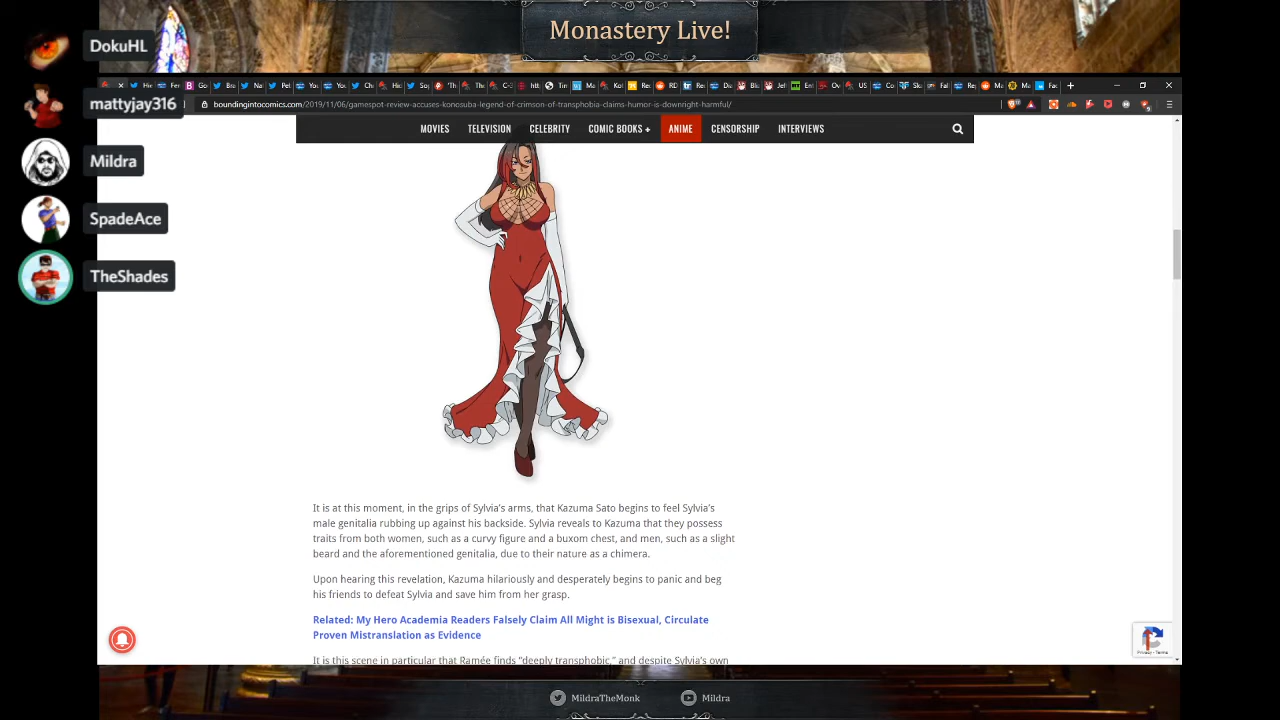 Monastery Live!
DokuHL
mattyjay316
Mildra
SpadeAce
TheShades
boundingintocomics.com/2019/11/06/gamespot-review-accuses-konosuba-legend-of-crimson-of-transphobia-claims-humor-is-downright-harmful/
MOVIES TELEVISION CELEBRITY COMIC BOOKS + ANIME CENSORSHIP INTERVIEWS
It is at this moment, in the grips of Sylvia's arms, that Kazuma Sato begins to feel Sylvia's
male genitalia rubbing up against his backside. Sylvia reveals to Kazuma that they possess
traits from both women, such as a curvy figure and a buxom chest, and men, such as a slight
beard and the aforementioned genitalia, due to their nature as a chimera.
Upon hearing this revelation, Kazuma hilariously and desperately begins to panic and beg
his friends to defeat Sylvia and save him from her grasp.
Related: My Hero Academia Readers Falsely Claim All Might is Bisexual, Circulate
Proven Mistranslation as Evidence
It is this scene in particular that Ramée finds “deeply transphobic,” and despite Sylvia's own
Privacy - Terms
MildraTheMonk Mildra